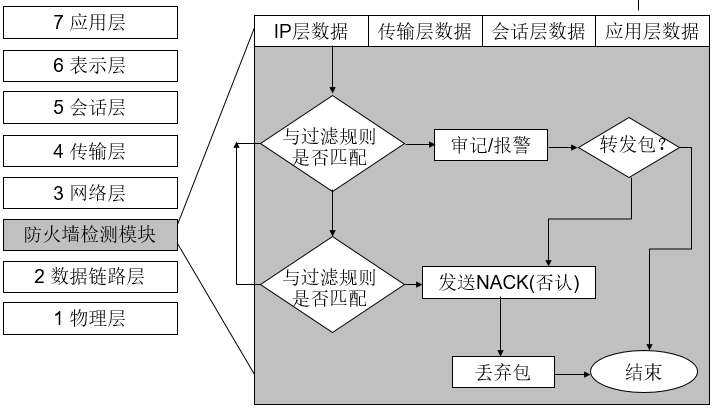 7 应用层
6 表示层
5 会话层
4 传输层
3 网络层
防火墙检测模块
2 数据链路层
1 物理层
IP层数据 传输层数据 会话层数据 应用层数据
与过滤规则
是否匹配
审记/报警
转发包?
与过滤规则
是否匹配
发送NACK(否认)
丢弃包
结束